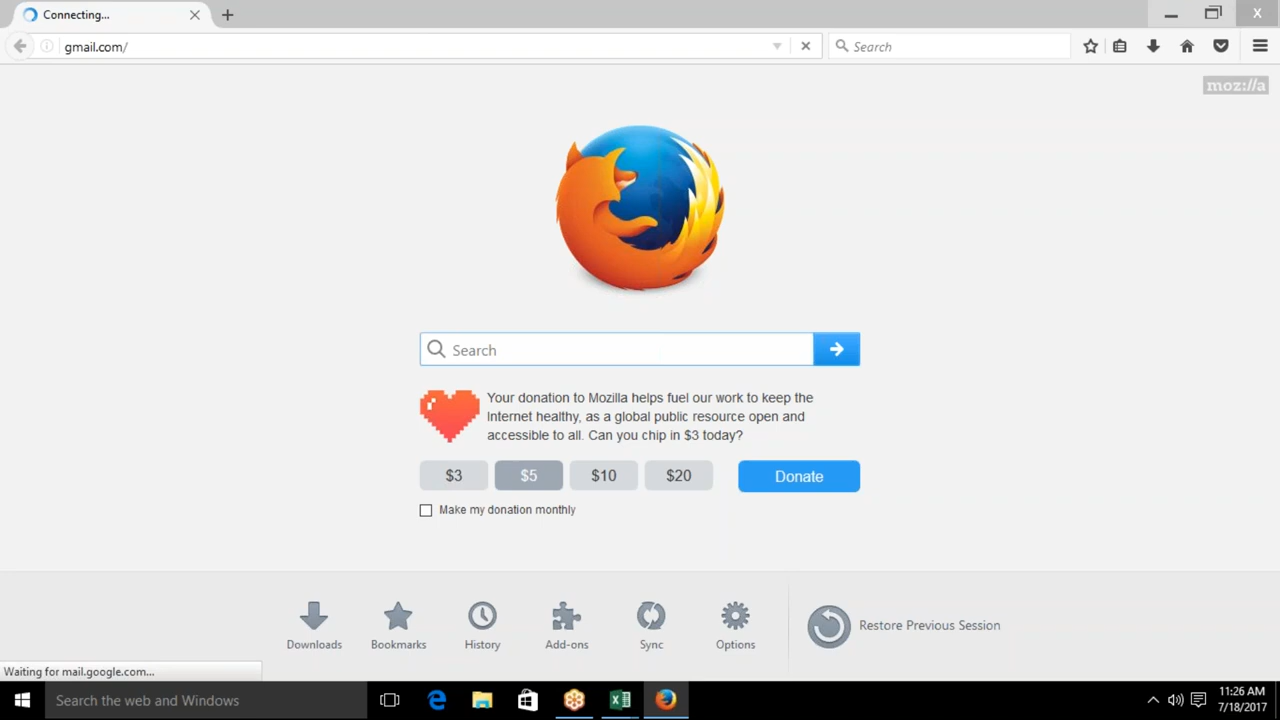 Connecting...
gmail.com/
Search
moz://a
Search
Your donation to Mozilla helps fuel our work to keep the
Internet healthy, as a global public resource open and
accessible to all. Can you chip in $3 today?
$3 $5 $10 $20 Donate
Make my donation monthly
Downloads Bookmarks History Add-ons Sync Options
Restore Previous Session
Waiting for mail.google.com...
Search the web and Windows
11:26 AM
7/18/2017